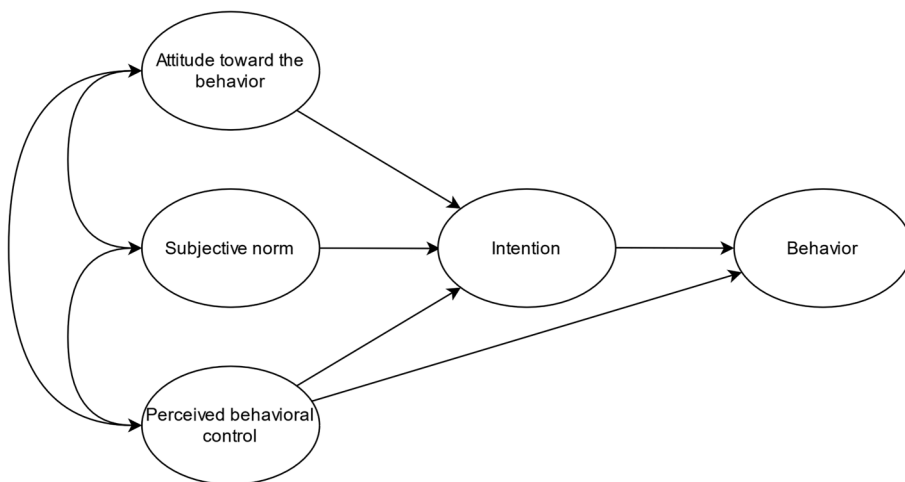 Attitude toward the
behavior
Subjective norm
Intention
Behavior
Perceived behavioral
control